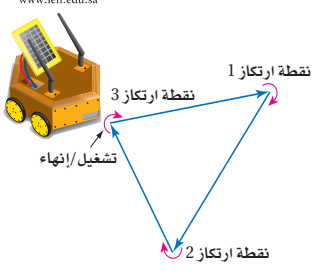 www.ien.edu.sa
نقطة ارتكاز 1
نقطة ارتكاز 3
تشغيل/إنهاء
نقطة ارتكاز 2